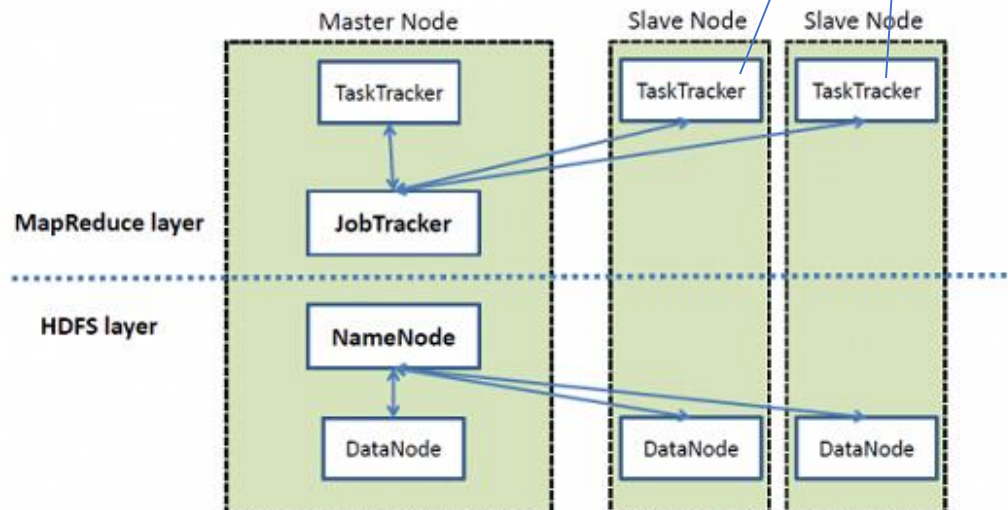 Master Node
Slave Node
Slave Node
TaskTracker
TaskTracker
TaskTracker
MapReduce layer
JobTracker
HDFS layer
NameNode
DataNode
DataNode
DataNode